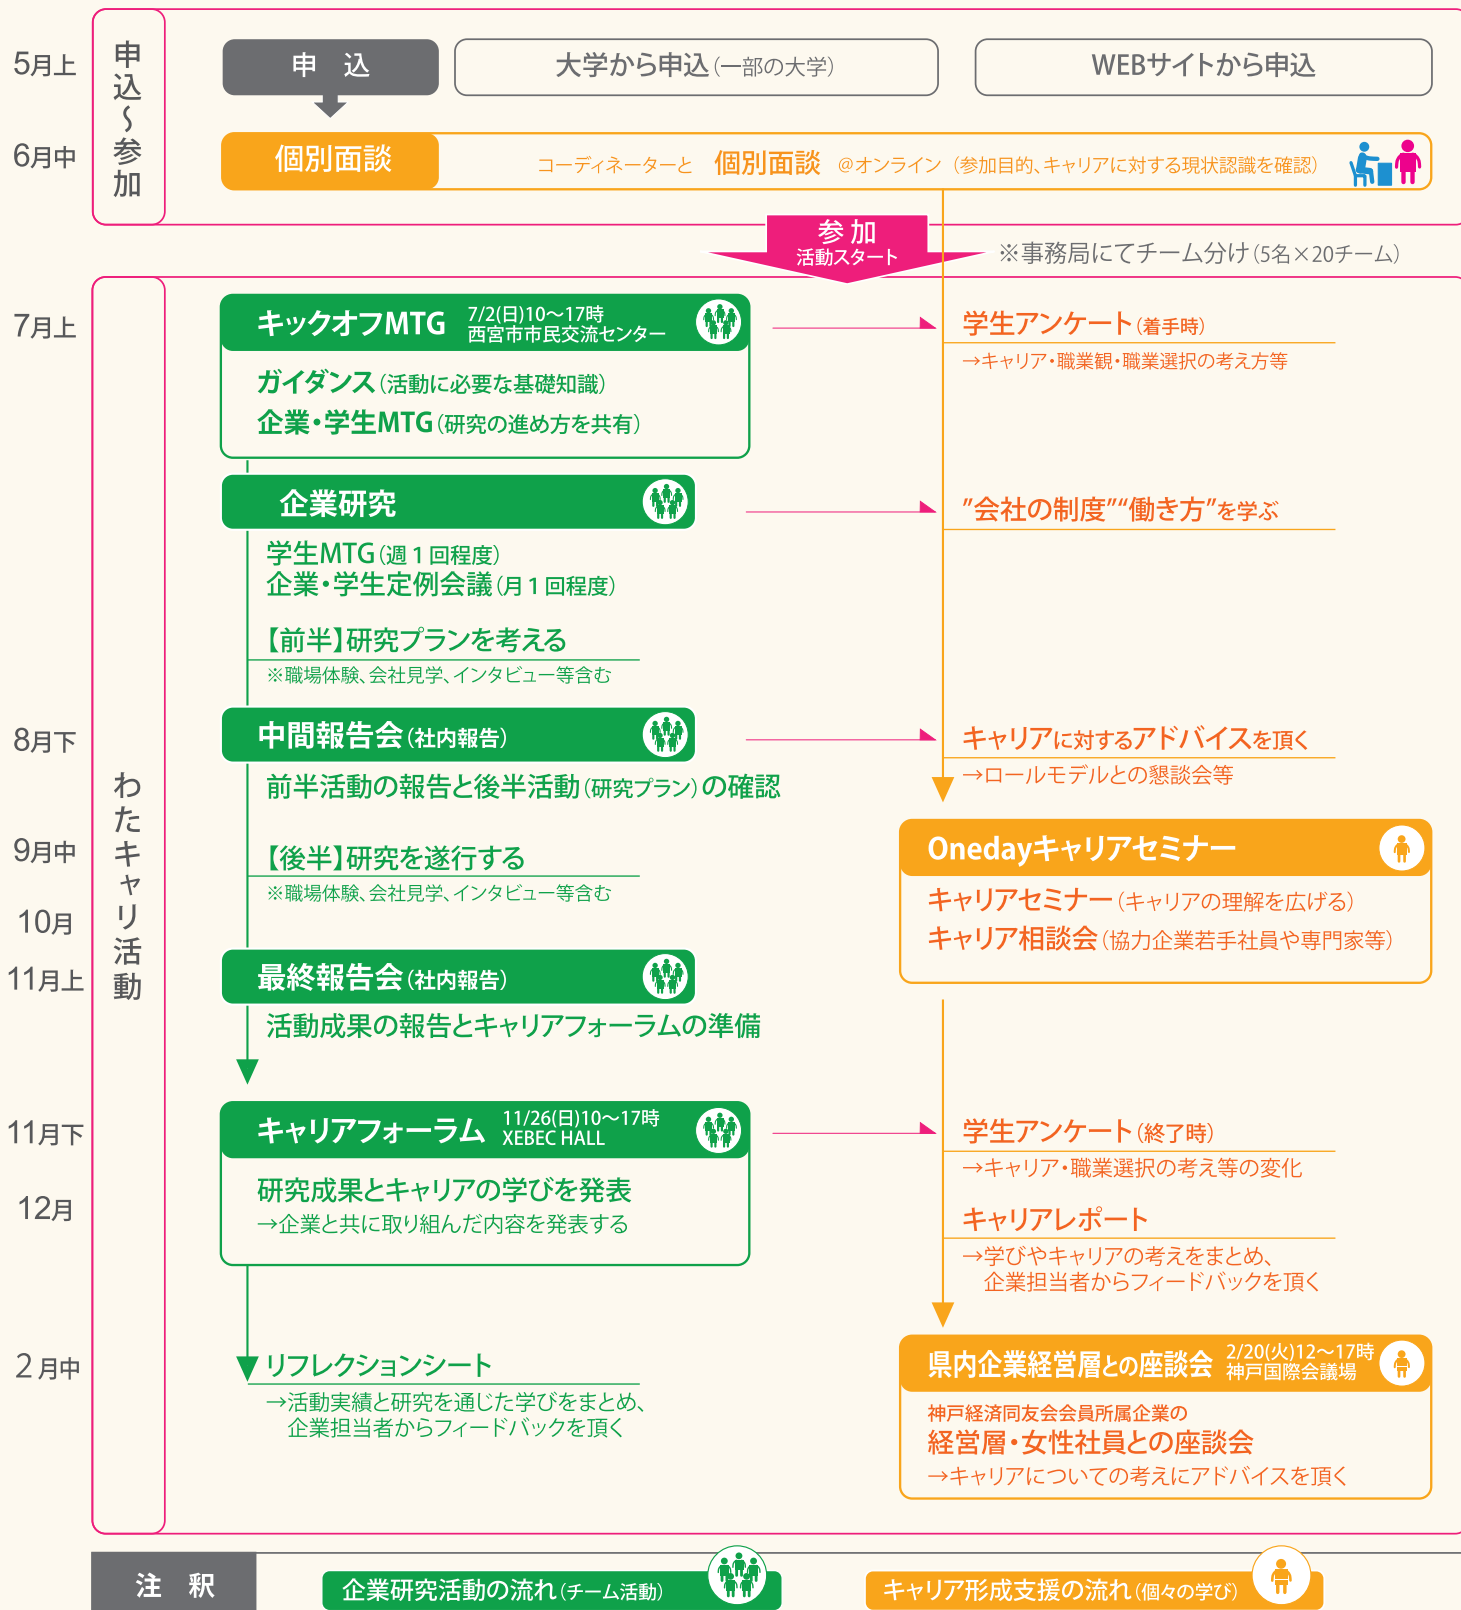 5月上
申込～参加
申 込
大学から申込（一部の大学）
WEBサイトから申込
6月中
個別面談
コーディネーターと 個別面談 @オンライン（参加目的、キャリアに対する現状認識を確認）
参加
活動スタート
※事務局にてチーム分け（5名×20チーム）
わたキャリ活動
7月上
キックオフMTG
7/2(日)10～17時
西宮市市民交流センター
ガイダンス（活動に必要な基礎知識）
企業・学生MTG（研究の進め方を共有）
学生アンケート（着手時）
→キャリア・職業観・職業選択の考え方等
企業研究
学生MTG（週1回程度）
企業・学生定例会議（月1回程度）
”会社の制度”“働き方”を学ぶ
【前半】研究プランを考える
※職場体験、会社見学、インタビュー等含む
8月下
中間報告会（社内報告）
前半活動の報告と後半活動（研究プラン）の確認
キャリアに対するアドバイスを頂く
→ロールモデルとの懇談会等
9月中
【後半】研究を遂行する
※職場体験、会社見学、インタビュー等含む
Onedayキャリアセミナー
キャリアセミナー（キャリアの理解を広げる）
キャリア相談会（協力企業若手社員や専門家等）
10月
11月上
最終報告会（社内報告）
活動成果の報告とキャリアフォーラムの準備
11月下
キャリアフォーラム
11/26(日)10～17時
XEBEC HALL
研究成果とキャリアの学びを発表
→企業と共に取り組んだ内容を発表する
学生アンケート（終了時）
→キャリア・職業選択の考え等の変化
12月
キャリアレポート
→学びやキャリアの考えをまとめ、
企業担当者からフィードバックを頂く
2月中
リフレクションシート
→活動実績と研究を通じた学びをまとめ、
企業担当者からフィードバックを頂く
県内企業経営層との座談会
2/20(火)12～17時
神戸国際会議場
神戸経済同友会会員所属企業の
経営層・女性社員との座談会
→キャリアについての考えにアドバイスを頂く
注 釈
企業研究活動の流れ（チーム活動）
キャリア形成支援の流れ（個々の学び）